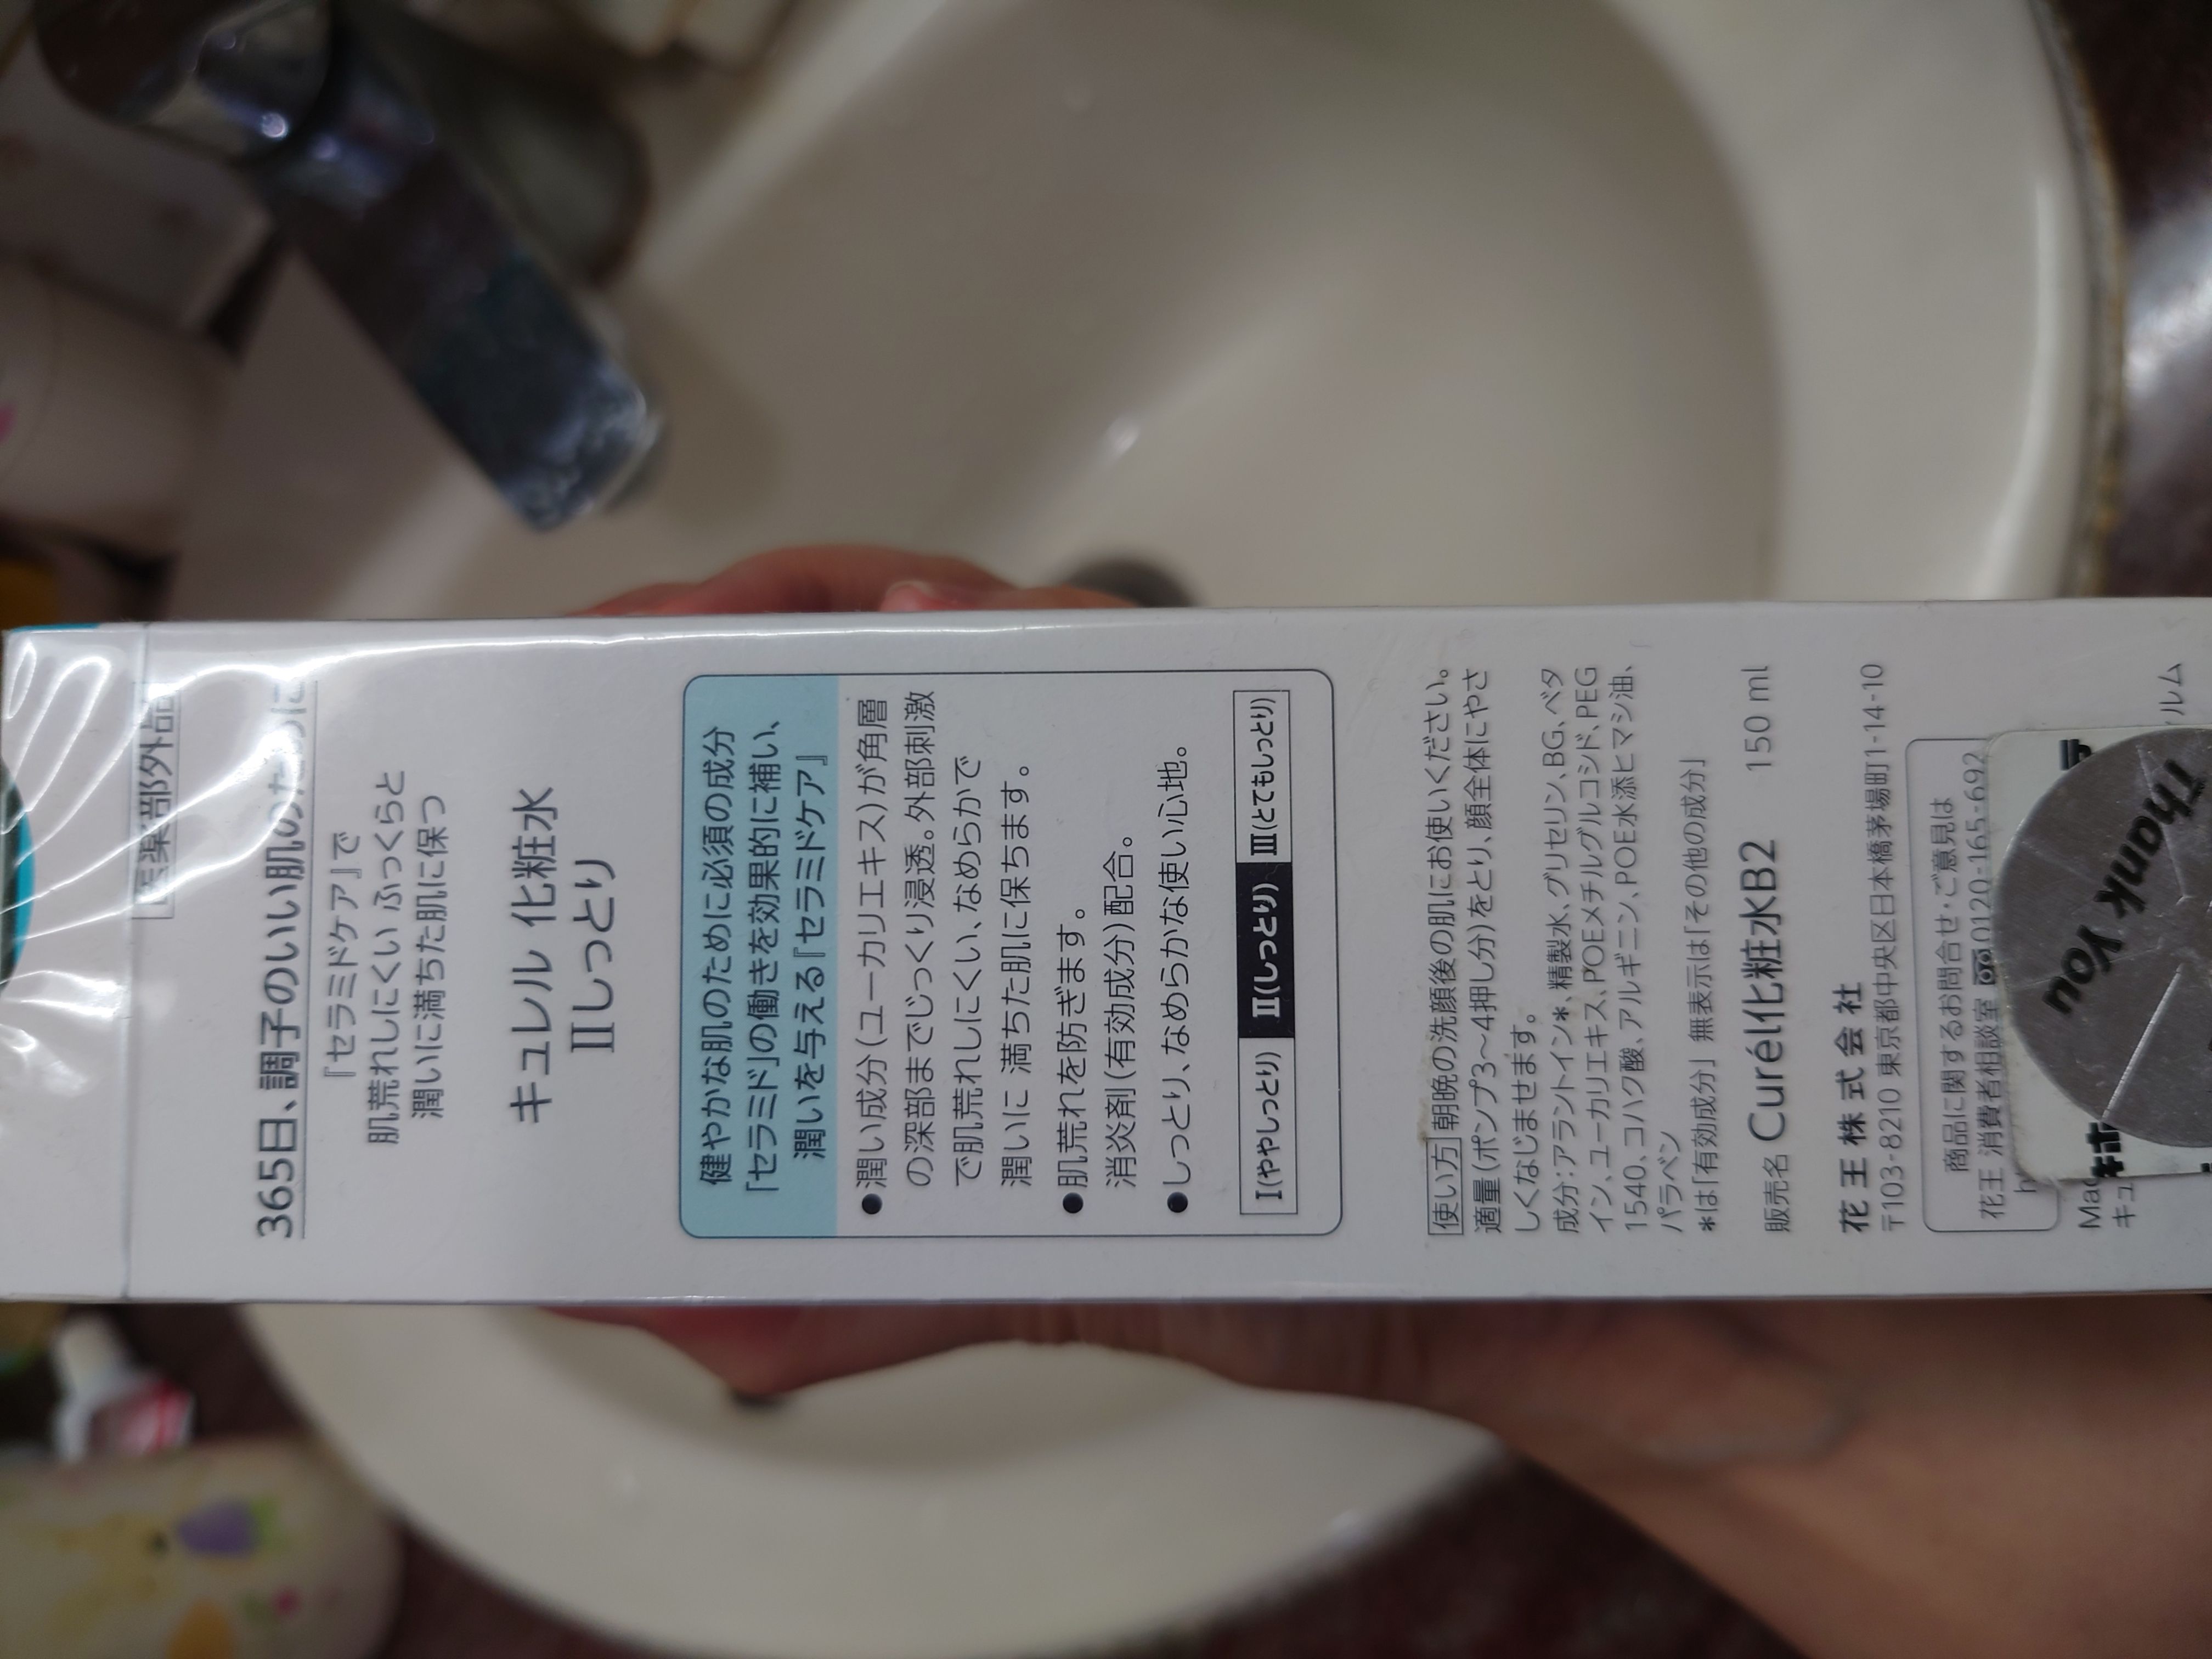 医薬部外品
365日、調子のいい肌のために
『セラミドケア』で
肌荒れしにくい ふっくらと
潤いに満ちた肌に保つ
キュレル 化粧水
II しっとり
健やかな肌のために必須の成分
「セラミド」の働きを効果的に補い、
潤いを与える『セラミドケア』
●潤い成分(ユーカリエキス)が角層
の深部までじっくり浸透。外部刺激
で肌荒れしにくい、なめらかで
潤いに 満ちた肌に保ちます。
●肌荒れを防ぎます。
消炎剤(有効成分)配合。
●しっとり、なめらかな使い心地。
I(ややしっとり) II(しっとり) III(とてもしっとり)
使い方 朝晩の洗顔後の肌にお使いください。
適量(ポンプ3〜4押し分)をとり、顔全体にやさ
しくなじませます。
成分:アラントイン*、精製水、グリセリン、BG、ベタ
イン、ユーカリエキス、POEメチルグルコシド、PEG
1540、コハク酸、アルギニン、POE水添ヒマシ油、
パラベン
*は「有効成分」 無表示は「その他の成分」
販売名 Curél化粧水B2 150 ml
花王株式会社
〒103-8210 東京都中央区日本橋茅場町1-14-10
商品に関するお問合せ・ご意見は
花王 消費者相談室 0120-165-692
Thank You